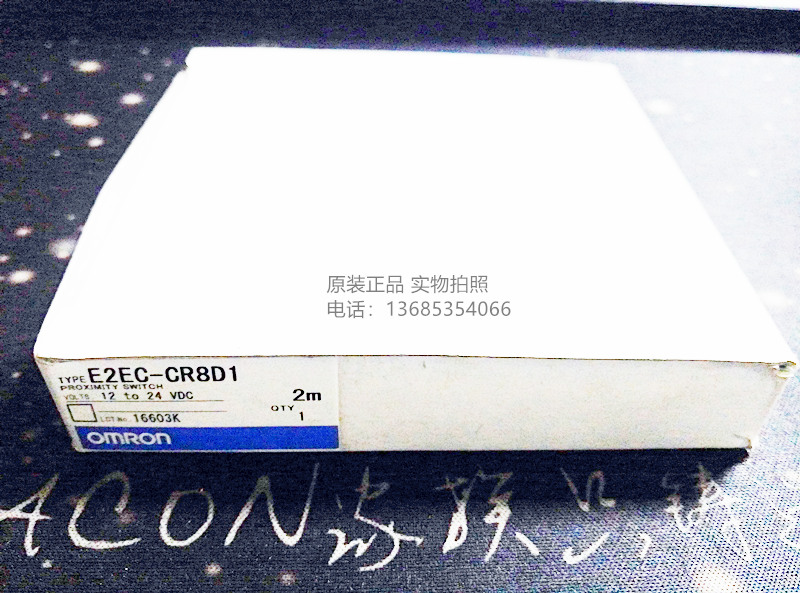 原装正品 实物拍照
电话：13685354066
TYPE E2EC-CR8D1
PROXIMITY SWITCH
VOLTS 12 to 24 VDC
2m
QTY
1
LOT No. 16603K
OMRON
ACON